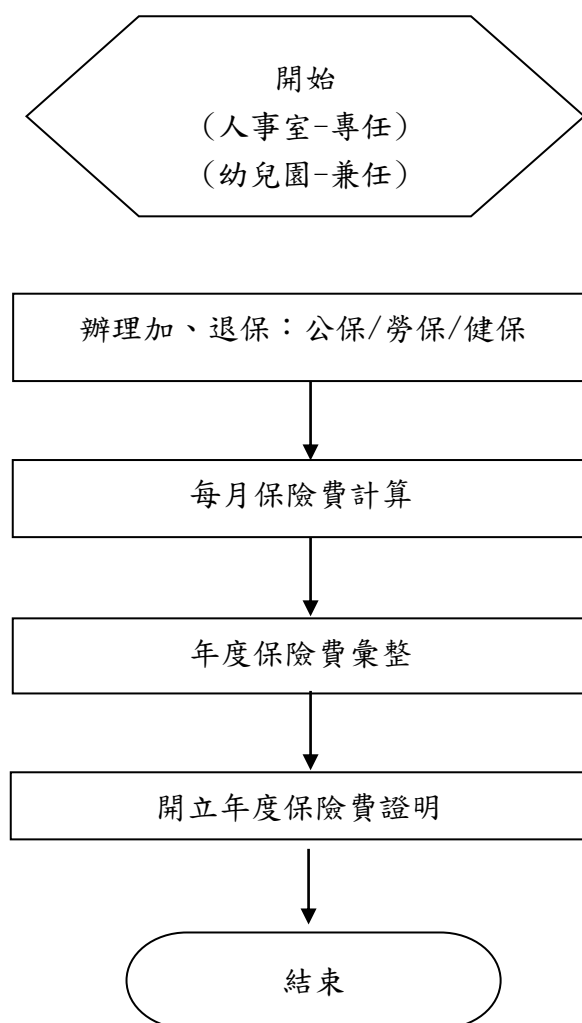 開始
(人事室-專任)
(幼兒園-兼任)
辦理加、退保：公保/勞保/健保
每月保險費計算
年度保險費彙整
開立年度保險費證明
結束